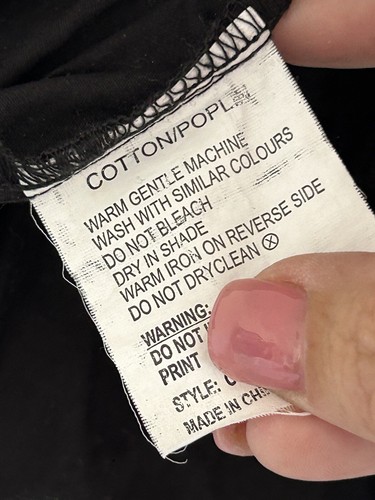 COTTON/POPL
WARM GENTLE MACHINE
WASH WITH SIMILAR COLOURS
DO NOT BLEACH
DRY IN SHADE
WARM IRON ON REVERSE SIDE
DO NOT DRYCLEAN ⓧ
WARNING:
DO NOT
PRINT
STYLE:
MADE IN